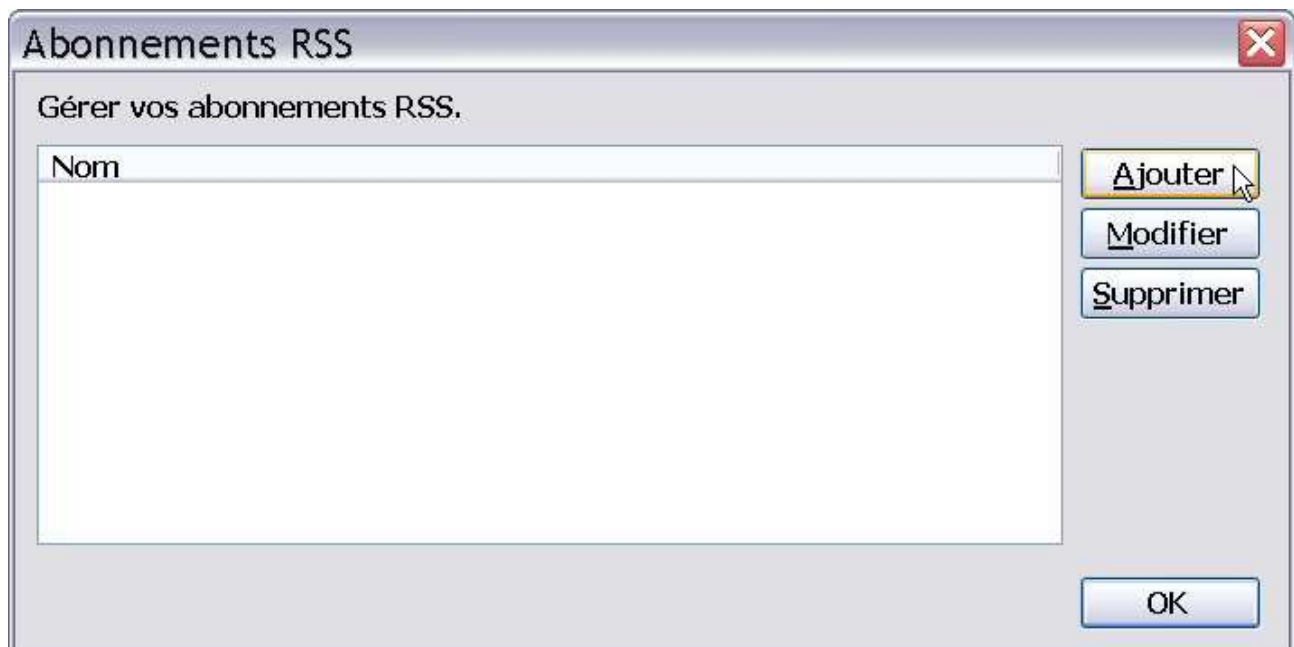 Abonnements RSS
Gérer vos abonnements RSS.
Nom
Ajouter
Modifier
Supprimer
OK